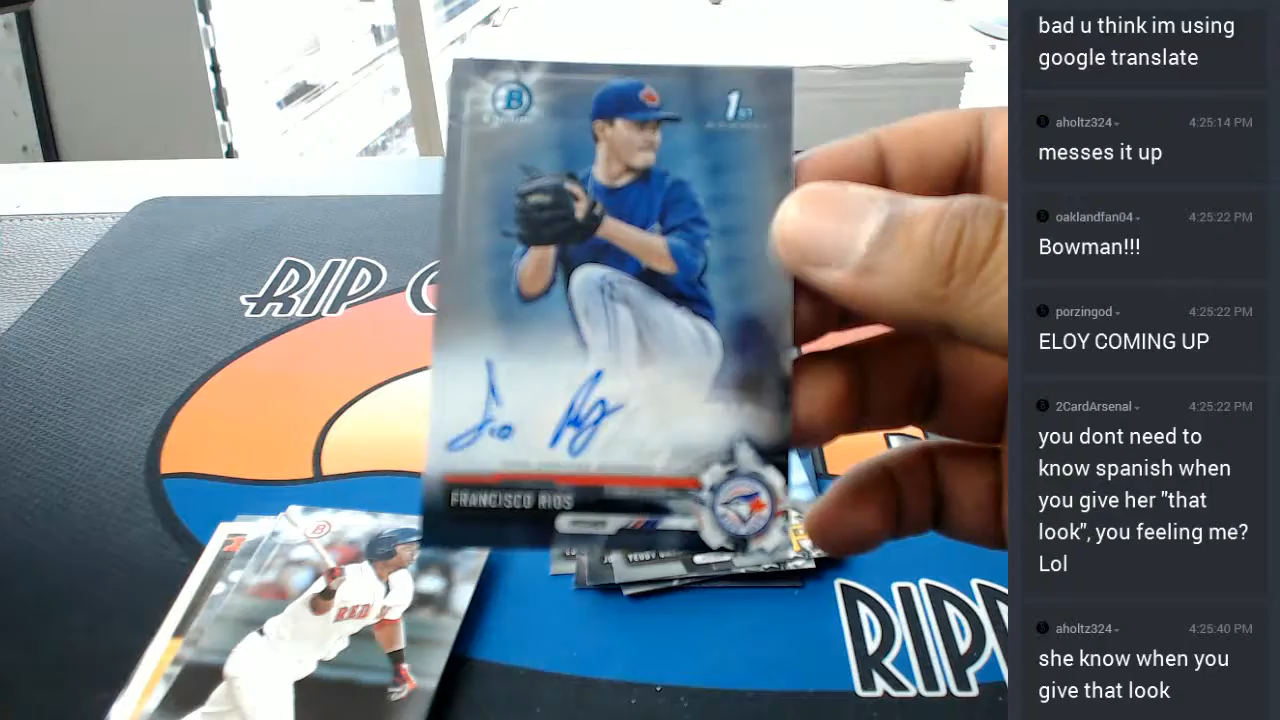 bad u think im using
google translate
aholtz324
4:25:14 PM
messes it up
oaklandfan04
4:25:22 PM
Bowman!!!
porzingod
4:25:22 PM
ELOY COMING UP
2CardArsenal
4:25:22 PM
you dont need to
know spanish when
you give her "that
look", you feeling me?
Lol
aholtz324
4:25:40 PM
she know when you
give that look
B
1ST
RIP
FRANCISCO RIOS
B
RED
RIPP